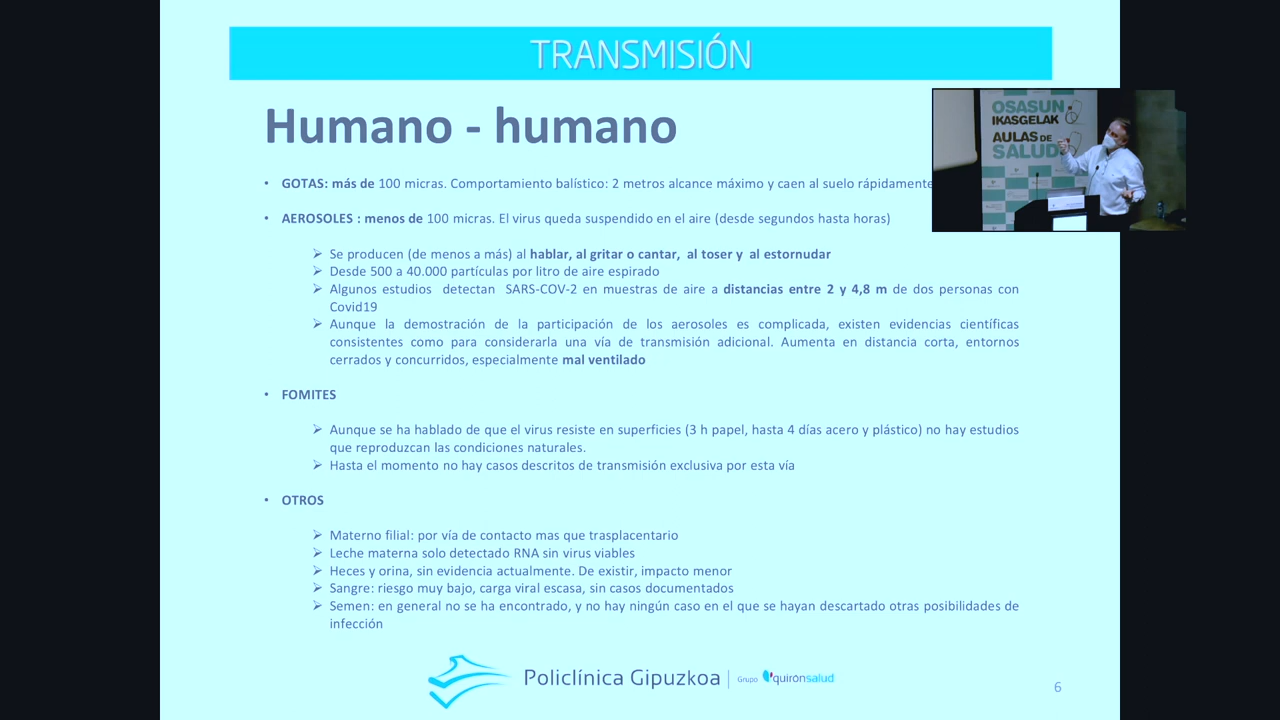 TRANSMISIÓN
Humano - humano
• GOTAS: más de 100 micras. Comportamiento balístico: 2 metros alcance máximo y caen al suelo rápidamente
• AEROSOLES : menos de 100 micras. El virus queda suspendido en el aire (desde segundos hasta horas)
➢ Se producen (de menos a más) al hablar, al gritar o cantar, al toser y al estornudar
➢ Desde 500 a 40.000 partículas por litro de aire espirado
➢ Algunos estudios detectan SARS-COV-2 en muestras de aire a distancias entre 2 y 4,8 m de dos personas con
Covid19
➢ Aunque la demostración de la participación de los aerosoles es complicada, existen evidencias científicas
consistentes como para considerarla una vía de transmisión adicional. Aumenta en distancia corta, entornos
cerrados y concurridos, especialmente mal ventilado
• FOMITES
➢ Aunque se ha hablado de que el virus resiste en superficies (3 h papel, hasta 4 días acero y plástico) no hay estudios
que reproduzcan las condiciones naturales.
➢ Hasta el momento no hay casos descritos de transmisión exclusiva por esta vía
• OTROS
➢ Materno filial: por vía de contacto mas que trasplacentario
➢ Leche materna solo detectado RNA sin virus viables
➢ Heces y orina, sin evidencia actualmente. De existir, impacto menor
➢ Sangre: riesgo muy bajo, carga viral escasa, sin casos documentados
➢ Semen: en general no se ha encontrado, y no hay ningún caso en el que se hayan descartado otras posibilidades de
infección
Policlínica Gipuzkoa Grupo quirónsalud
6
OSASUN
IKASGELAK
AULAS DE
SALUD